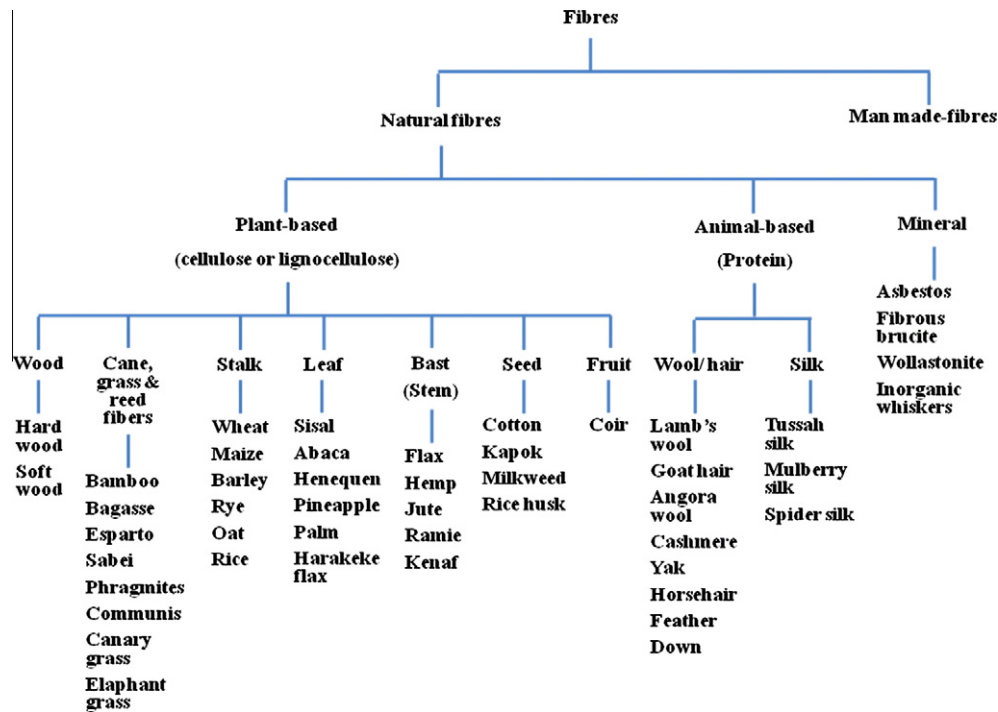 Fibres
Natural fibres
Man made-fibres
Plant-based
(cellulose or lignocellulose)
Animal-based
(Protein)
Mineral
Asbestos
Fibrous
brucite
Wollastonite
Inorganic
whiskers
Wood
Hard
wood
Soft
wood
Cane,
grass &
reed
fibers
Bamboo
Bagasse
Esparto
Sabei
Phragmites
Communis
Canary
grass
Elaphant
grass
Stalk
Wheat
Maize
Barley
Rye
Oat
Rice
Leaf
Sisal
Abaca
Henequen
Pineapple
Palm
Harakeke
flax
Bast
(Stem)
Flax
Hemp
Jute
Ramie
Kenaf
Seed
Cotton
Kapok
Milkweed
Rice husk
Fruit
Coir
Wool/ hair
Lamb's
wool
Goat hair
Angora
wool
Cashmere
Yak
Horsehair
Feather
Down
Silk
Tussah
silk
Mulberry
silk
Spider silk